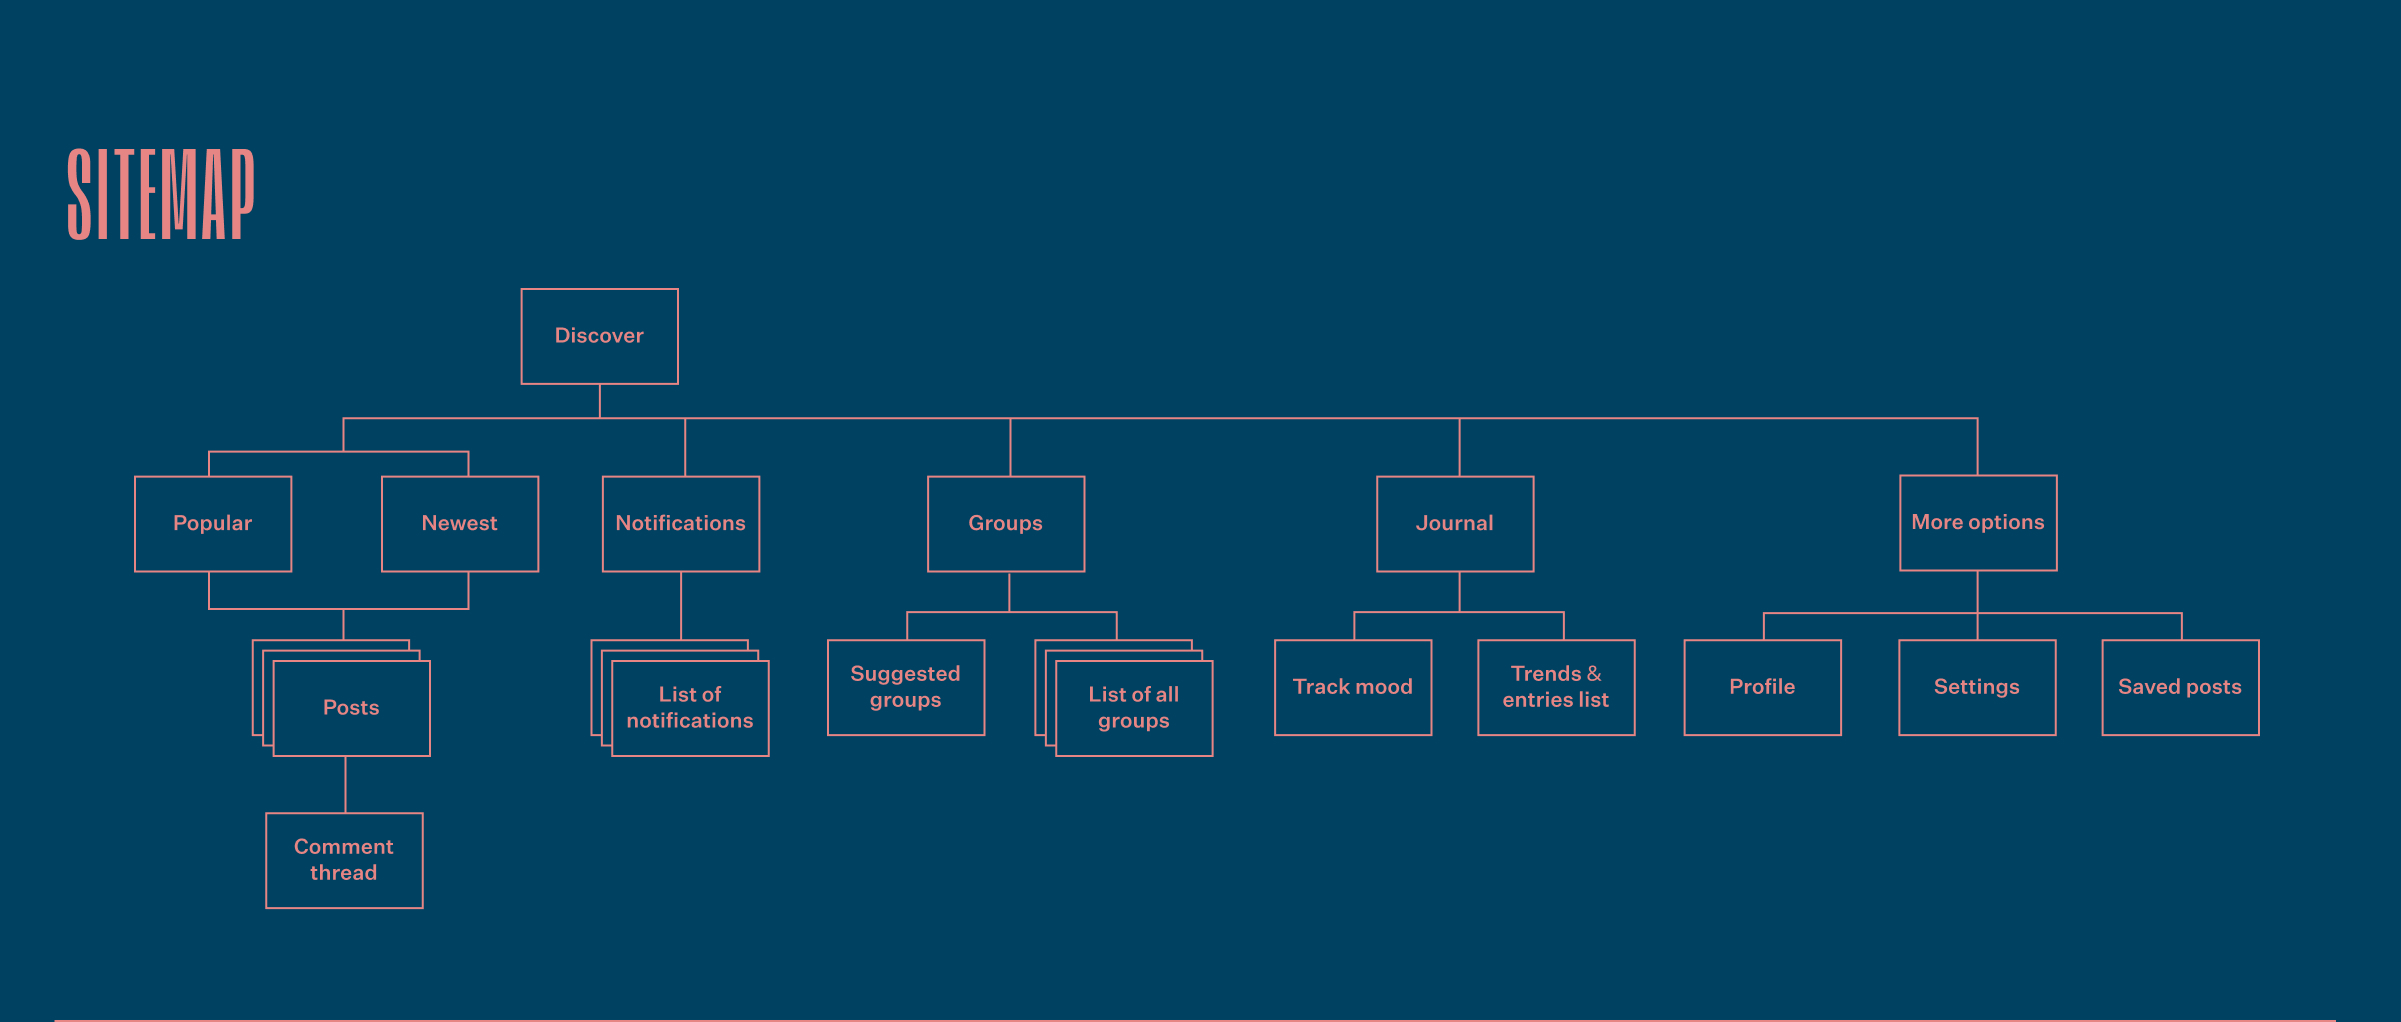 SITEMAP
Discover
Popular
Newest
Notifications
Groups
Journal
More options
Posts
List of
notifications
Suggested
groups
List of all
groups
Track mood
Trends &
entries list
Profile
Settings
Saved posts
Comment
thread